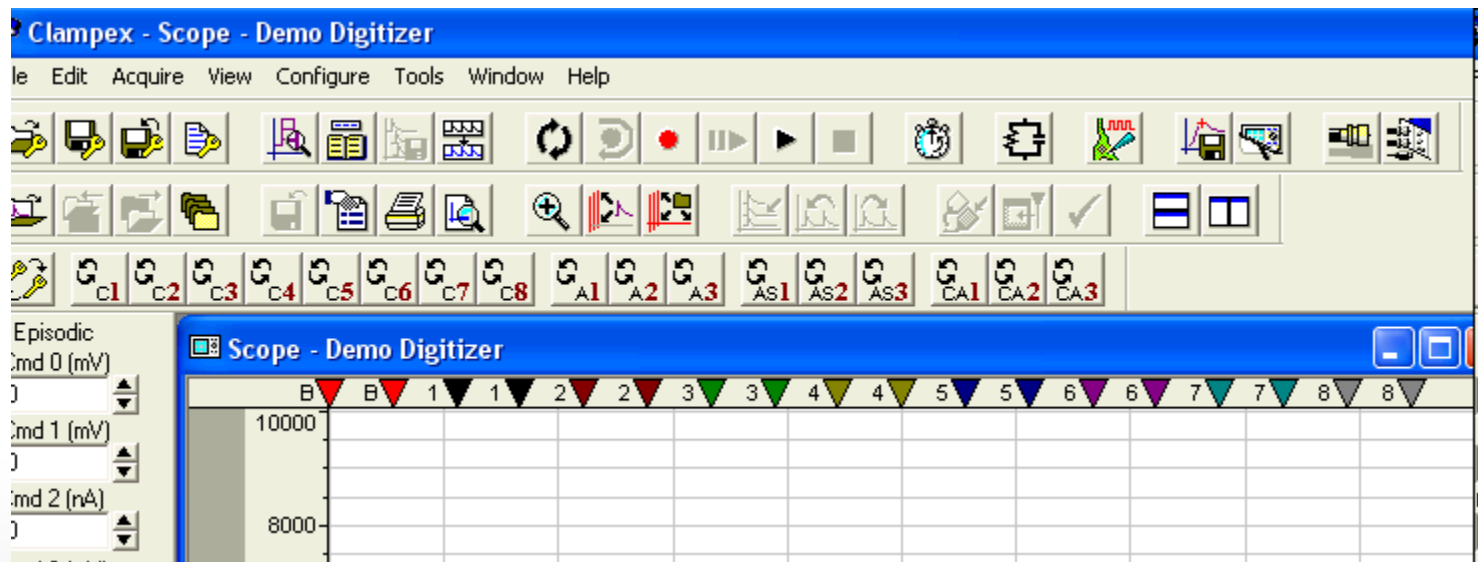 Clampex - Scope - Demo Digitizer
le Edit Acquire View Configure Tools Window Help
C1 C2 C3 C4 C5 C6 C7 C8 A1 A2 A3 AS1 AS2 AS3 CA1 CA2 CA3
Episodic
Cmd 0 (mV)
Scope - Demo Digitizer
B B 1 1 2 2 3 3 4 4 5 5 6 6 7 7 8 8
10000
Cmd 1 (mV)
Cmd 2 (nA)
8000